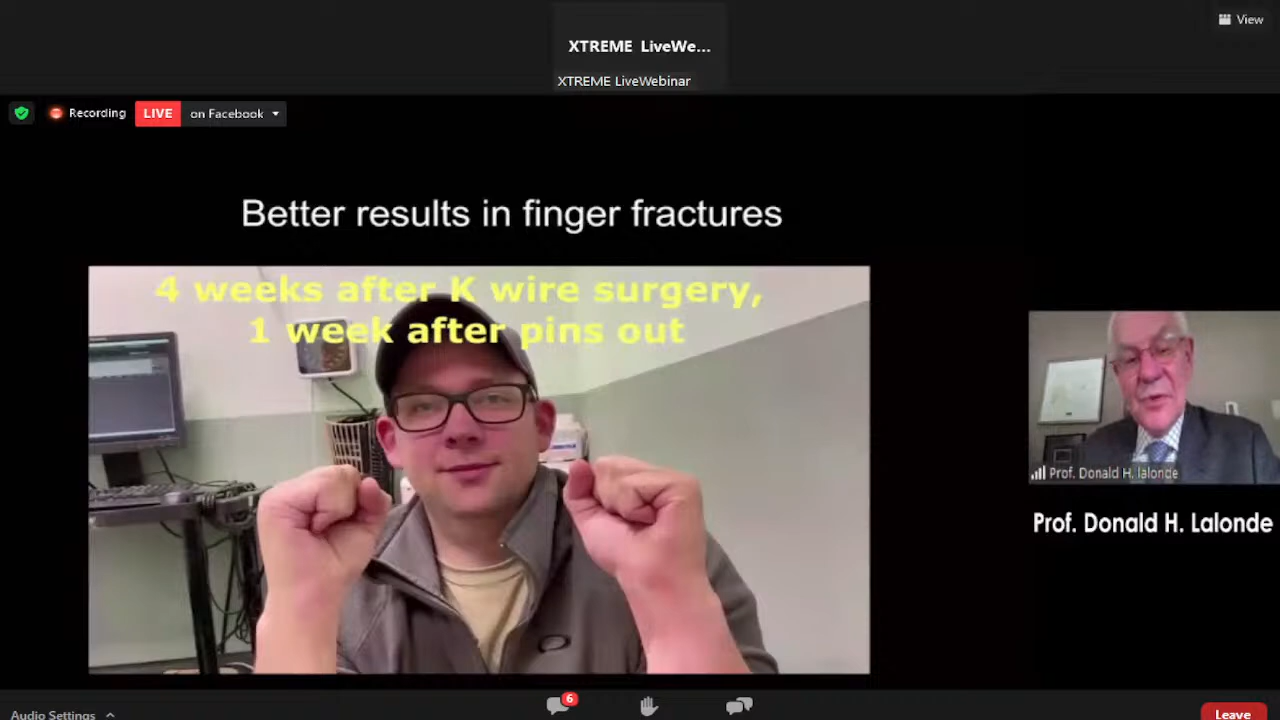 XTREME LiveWe...
XTREME LiveWebinar
View
Recording
LIVE
on Facebook
Better results in finger fractures
4 weeks after K wire surgery,
1 week after pins out
Prof. Donald H. lalonde
Prof. Donald H. Lalonde
6
Audio Settings
Leave